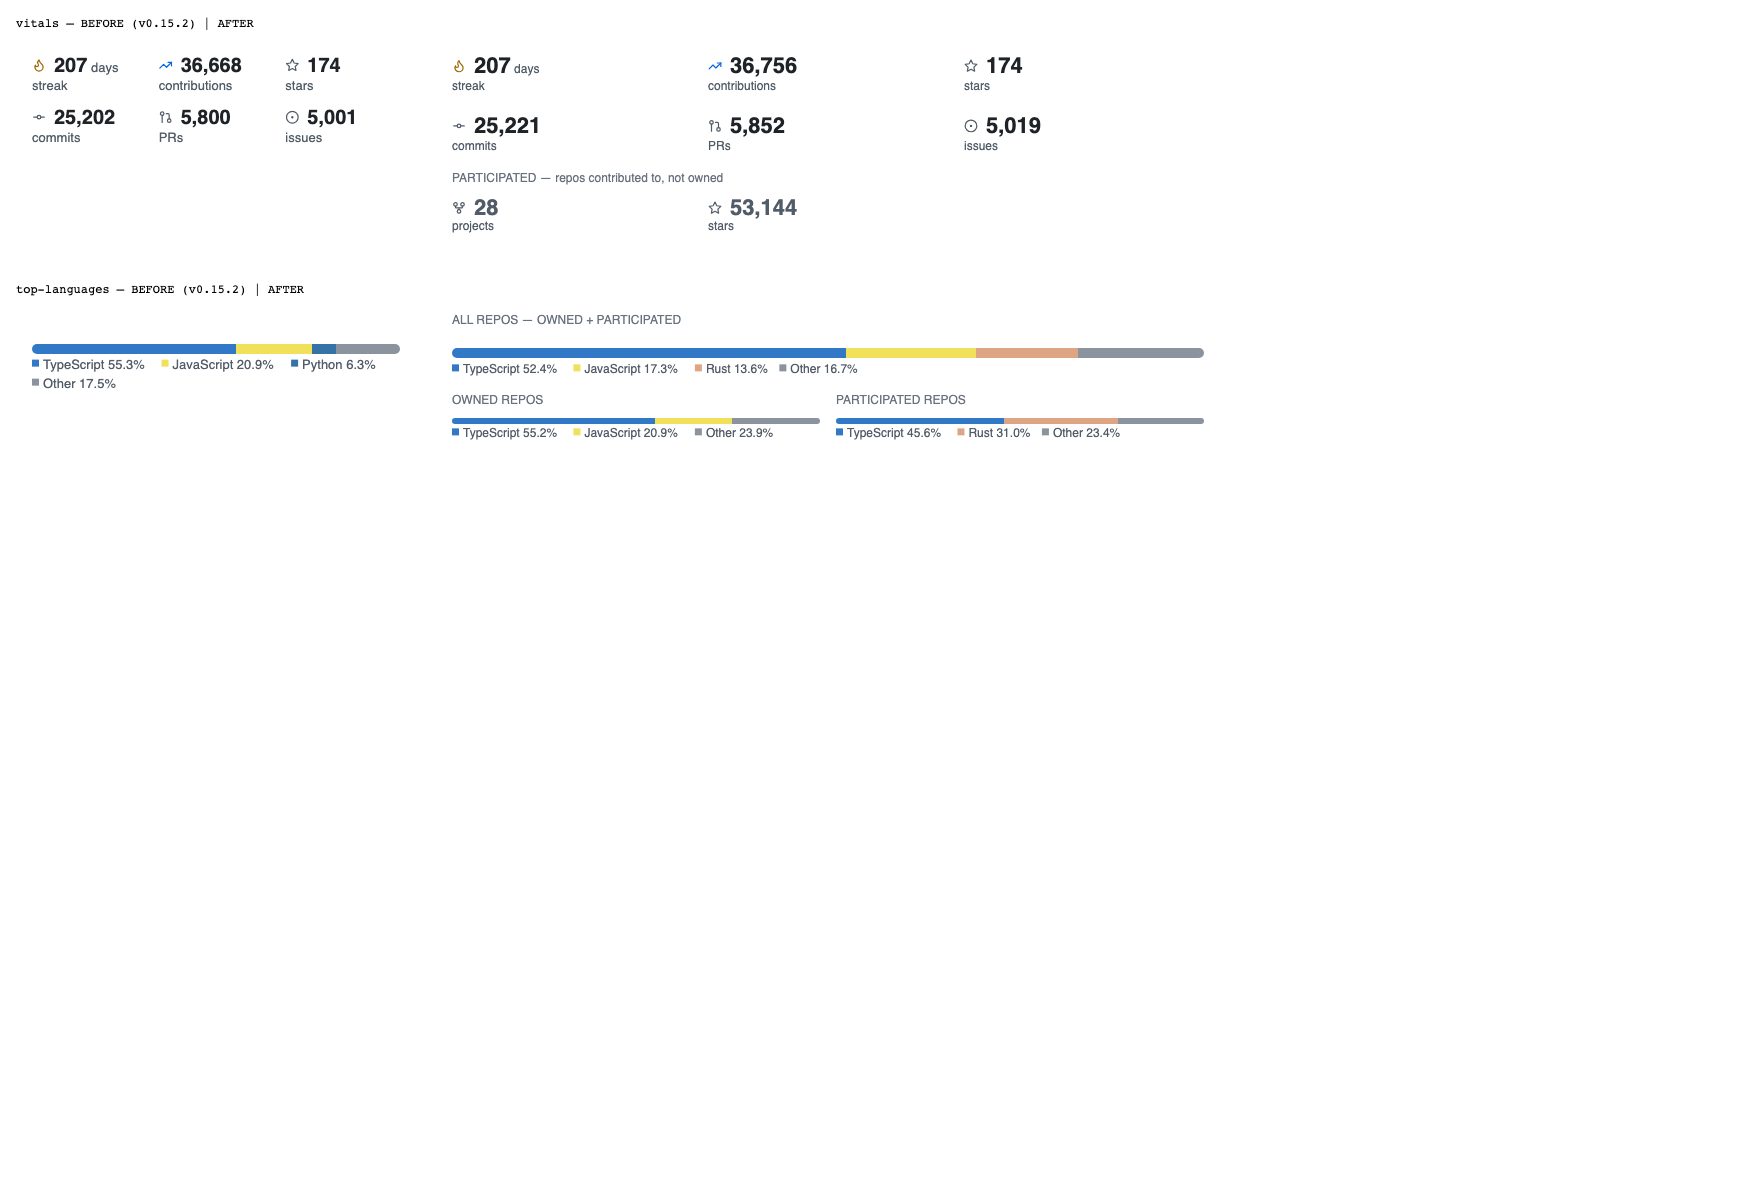 vitals — BEFORE (v0.15.2) | AFTER
207 days 36,668 174
streak contributions stars
25,202 5,800 5,001
commits PRs issues
207 days 36,756 174
streak contributions stars
25,221 5,852 5,019
commits PRs issues
PARTICIPATED — repos contributed to, not owned
28 53,144
projects stars
top-languages — BEFORE (v0.15.2) | AFTER
TypeScript 55.3% JavaScript 20.9% Python 6.3%
Other 17.5%
ALL REPOS — OWNED + PARTICIPATED
TypeScript 52.4% JavaScript 17.3% Rust 13.6% Other 16.7%
OWNED REPOS
TypeScript 55.2% JavaScript 20.9% Other 23.9%
PARTICIPATED REPOS
TypeScript 45.6% Rust 31.0% Other 23.4%